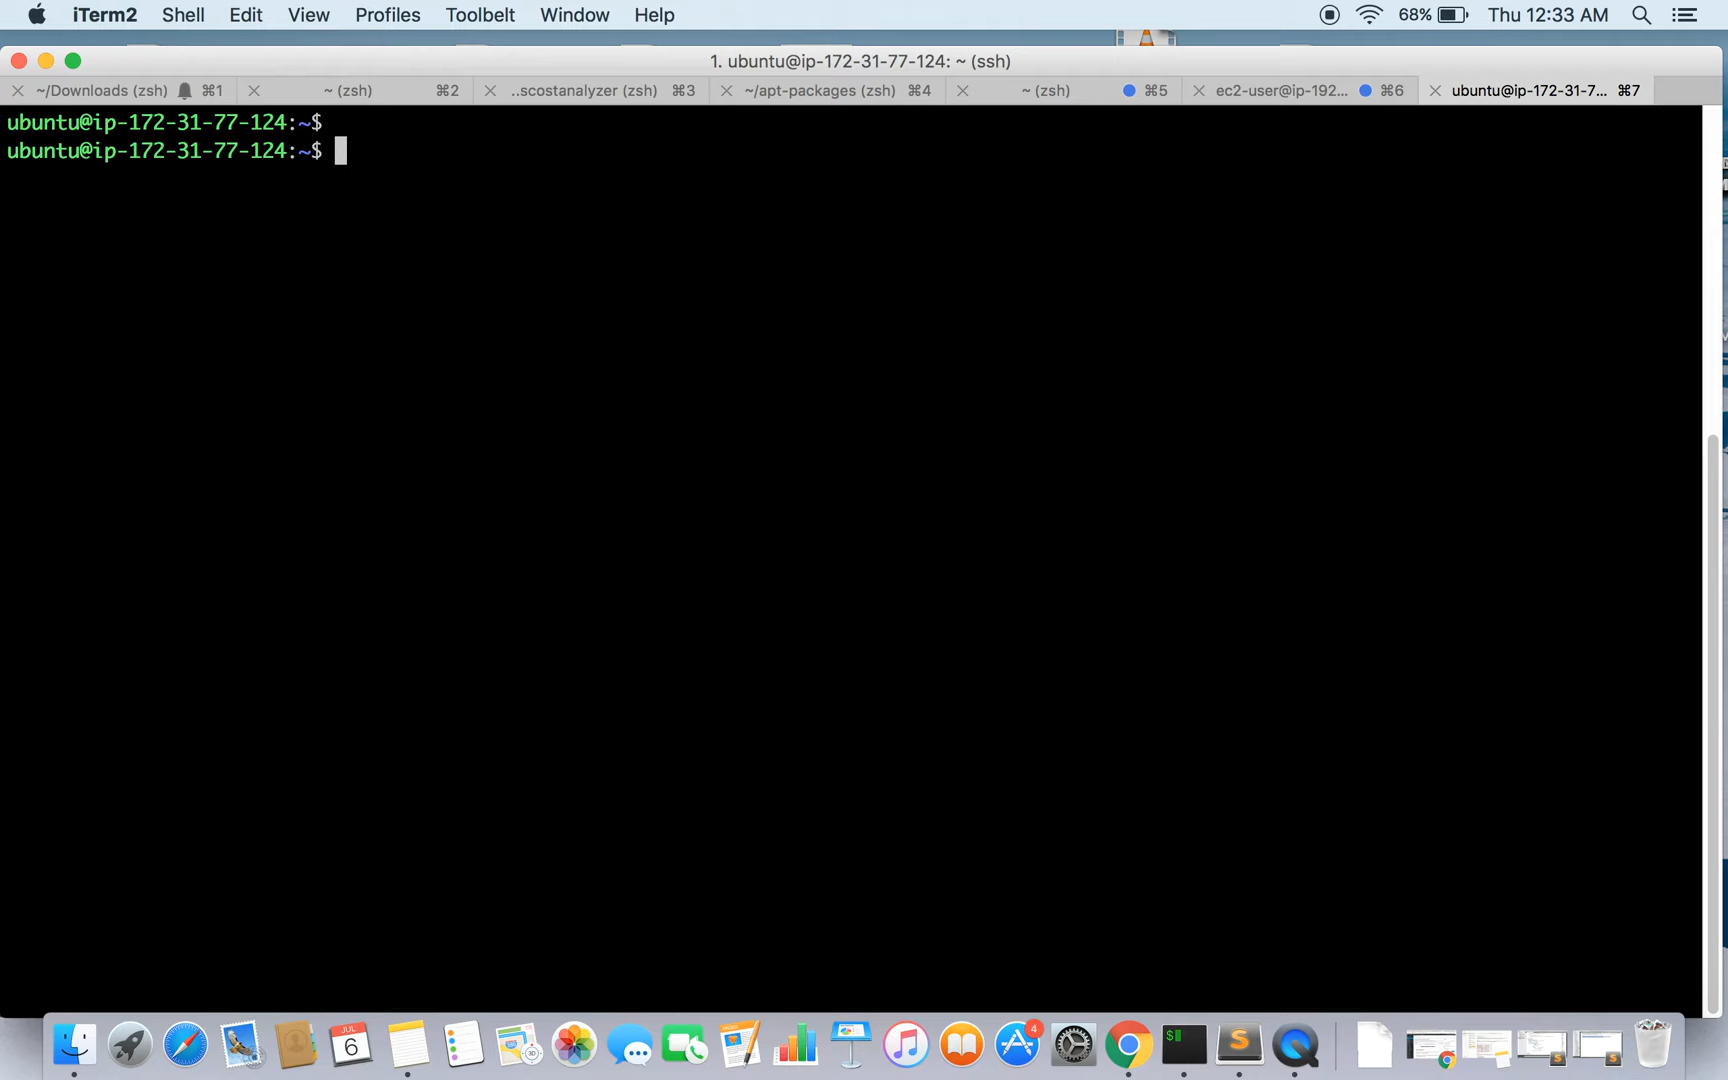 iTerm2 Shell Edit View Profiles Toolbelt Window Help 68% Thu 12:33 AM
1. ubuntu@ip-172-31-77-124: ~ (ssh)
~/Downloads (zsh) ⌘1 ~ (zsh) ⌘2 ..scostanalyzer (zsh) ⌘3 ~/apt-packages (zsh) ⌘4 ~ (zsh) ⌘5 ec2-user@ip-192... ⌘6 ubuntu@ip-172-31-7... ⌘7
ubuntu@ip-172-31-77-124:~$
ubuntu@ip-172-31-77-124:~$
JUL
6
3D
4
$
S